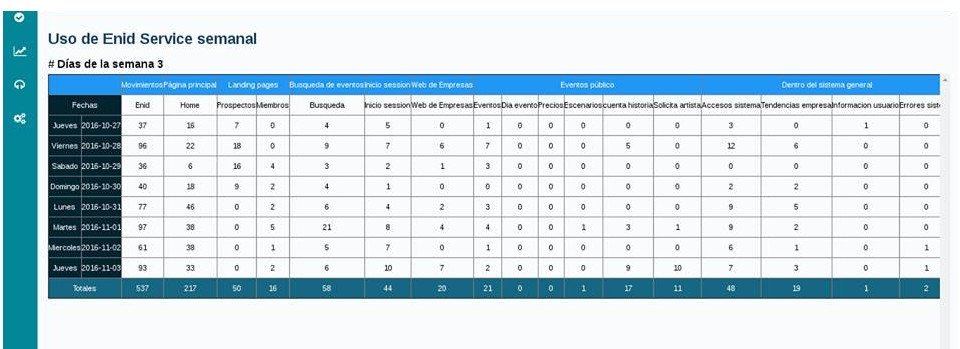 Uso de Enid Service semanal
# Días de la semana 3
Movimientos Página principal Landing pages Busqueda de eventos Inicio session Web de Empresas Eventos público Dentro del sistema general
Fechas Enid Home Prospectos Miembros Busqueda Inicio session Web de Empresas Eventos Dia evento Precios Escenarios cuenta historia Solicita artista Accesos sistema Tendencias empresa Informacion usuario Errores siste
Jueves 2016-10-27 37 16 7 0 4 5 0 1 0 0 0 0 0 3 0 1 0
Viernes 2016-10-28 96 22 18 0 9 7 6 7 0 0 0 5 0 12 6 0 0
Sabado 2016-10-29 36 6 16 4 3 2 1 3 0 0 0 0 0 0 0 0 0
Domingo 2016-10-30 40 18 9 2 4 1 0 0 0 0 0 0 0 2 2 0 0
Lunes 2016-10-31 77 46 0 2 6 4 2 3 0 0 0 0 0 9 5 0 0
Martes 2016-11-01 97 38 0 5 21 8 4 4 0 0 1 3 1 9 2 0 0
Miercoles 2016-11-02 61 38 0 1 5 7 0 1 0 0 0 0 0 6 1 0 1
Jueves 2016-11-03 93 33 0 2 6 10 7 2 0 0 0 9 10 7 3 0 1
Totales 537 217 50 16 58 44 20 21 0 0 1 17 11 48 19 1 2